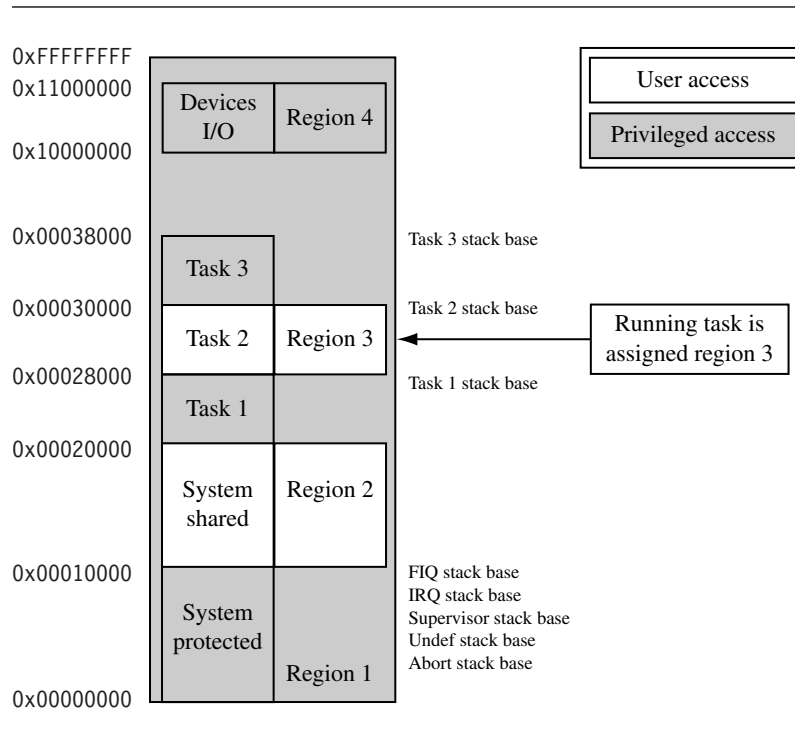 0xFFFFFFFF
0x11000000
0x10000000
0x00038000
0x00030000
0x00028000
0x00020000
0x00010000
0x00000000
Devices
I/O
Region 4
Task 3
Task 2
Region 3
Task 1
System
shared
Region 2
System
protected
Region 1
Task 3 stack base
Task 2 stack base
Task 1 stack base
FIQ stack base
IRQ stack base
Supervisor stack base
Undef stack base
Abort stack base
User access
Privileged access
Running task is
assigned region 3